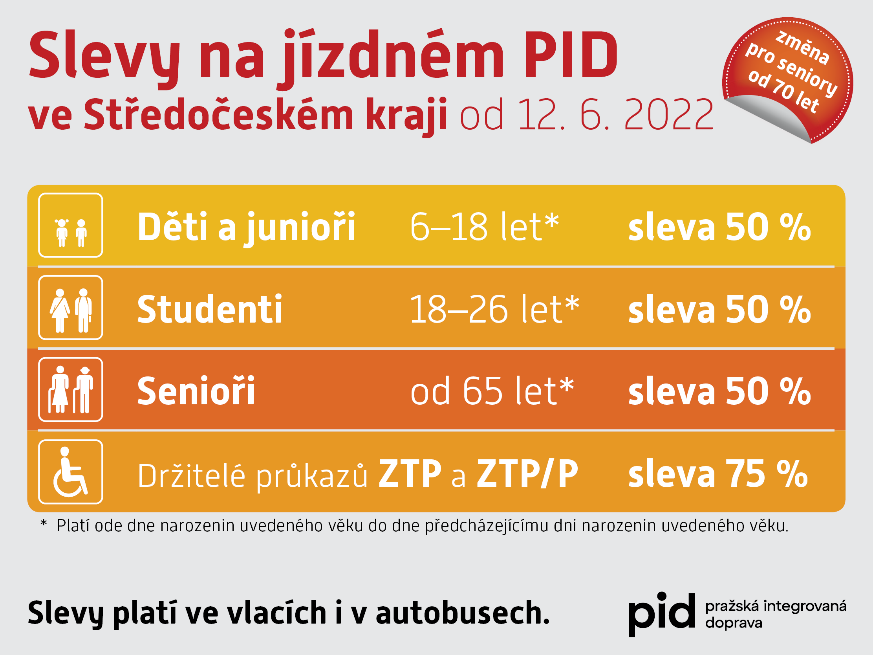 Slevy na jízdném PID
ve Středočeském kraji od 12. 6. 2022
změna
pro seniory
od 70 let
Děti a junioři 6–18 let* sleva 50 %
Studenti 18–26 let* sleva 50 %
Senioři od 65 let* sleva 50 %
Držitelé průkazů ZTP a ZTP/P sleva 75 %
* Platí ode dne narozenin uvedeného věku do dne předcházejícímu dni narozenin uvedeného věku.
Slevy platí ve vlacích i v autobusech.
pid pražská integrovaná
doprava